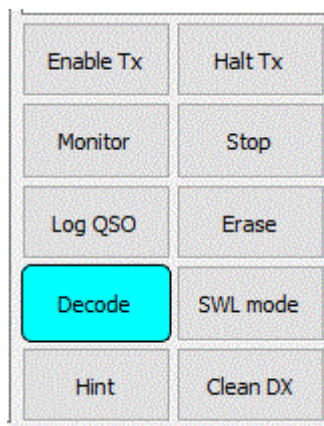 Enable Tx
Halt Tx
Monitor
Stop
Log QSO
Erase
Decode
SWL mode
Hint
Clean DX